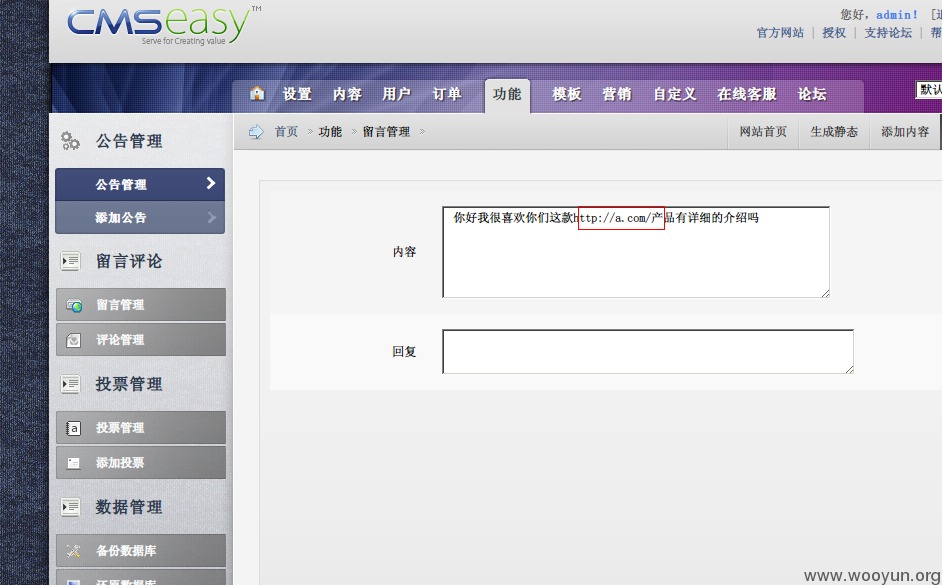 CMSeasy™
Serve for Creating value
您好，admin! [退
官方网站 | 授权 | 支持论坛 | 帮
设置 内容 用户 订单 功能 模板 营销 自定义 在线客服 论坛
默认
首页 > 功能 > 留言管理 >
网站首页 生成静态 添加内容
公告管理
公告管理
添加公告
留言评论
留言管理
评论管理
投票管理
投票管理
添加投票
数据管理
备份数据库
还原数据库
内容
你好我很喜欢你们这款http://a.com/产品有详细的介绍吗
回复
www.wooyun.org